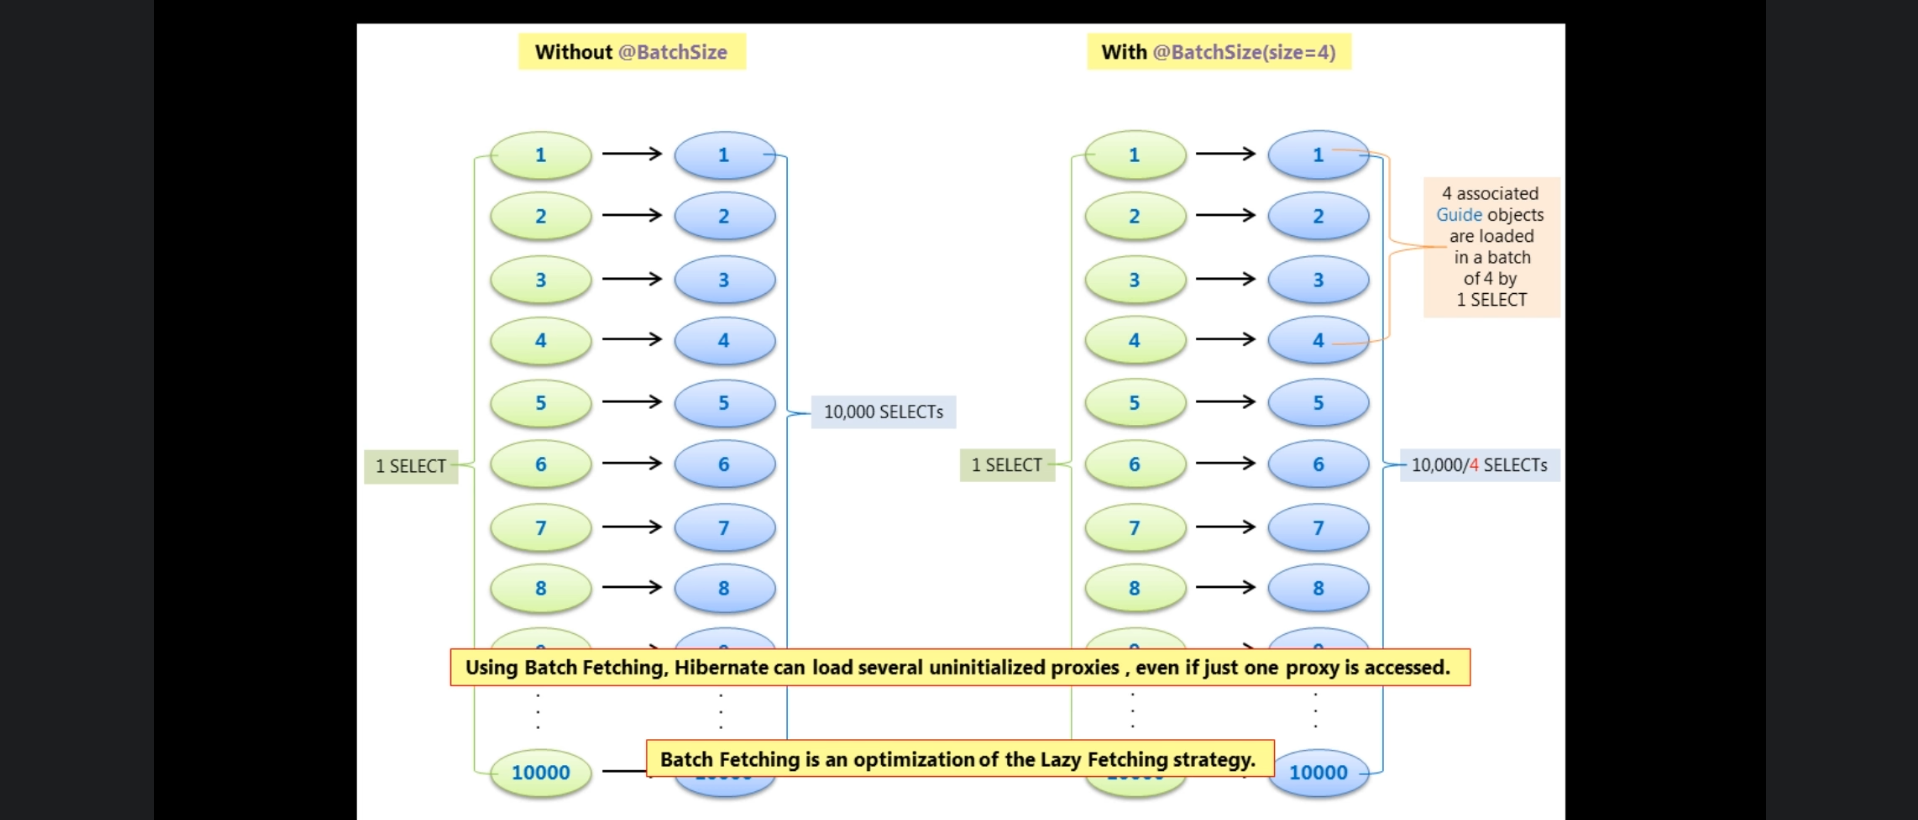 Without @BatchSize
With @BatchSize(size=4)
1 1
2 2
3 3
4 4
5 5
6 6
7 7
8 8
10000
1 SELECT
10,000 SELECTs
1 1
2 2
3 3
4 4
5 5
6 6
7 7
8 8
10000
1 SELECT
4 associated
Guide objects
are loaded
in a batch
of 4 by
1 SELECT
10,000/4 SELECTs
Using Batch Fetching, Hibernate can load several uninitialized proxies , even if just one proxy is accessed.
Batch Fetching is an optimization of the Lazy Fetching strategy.